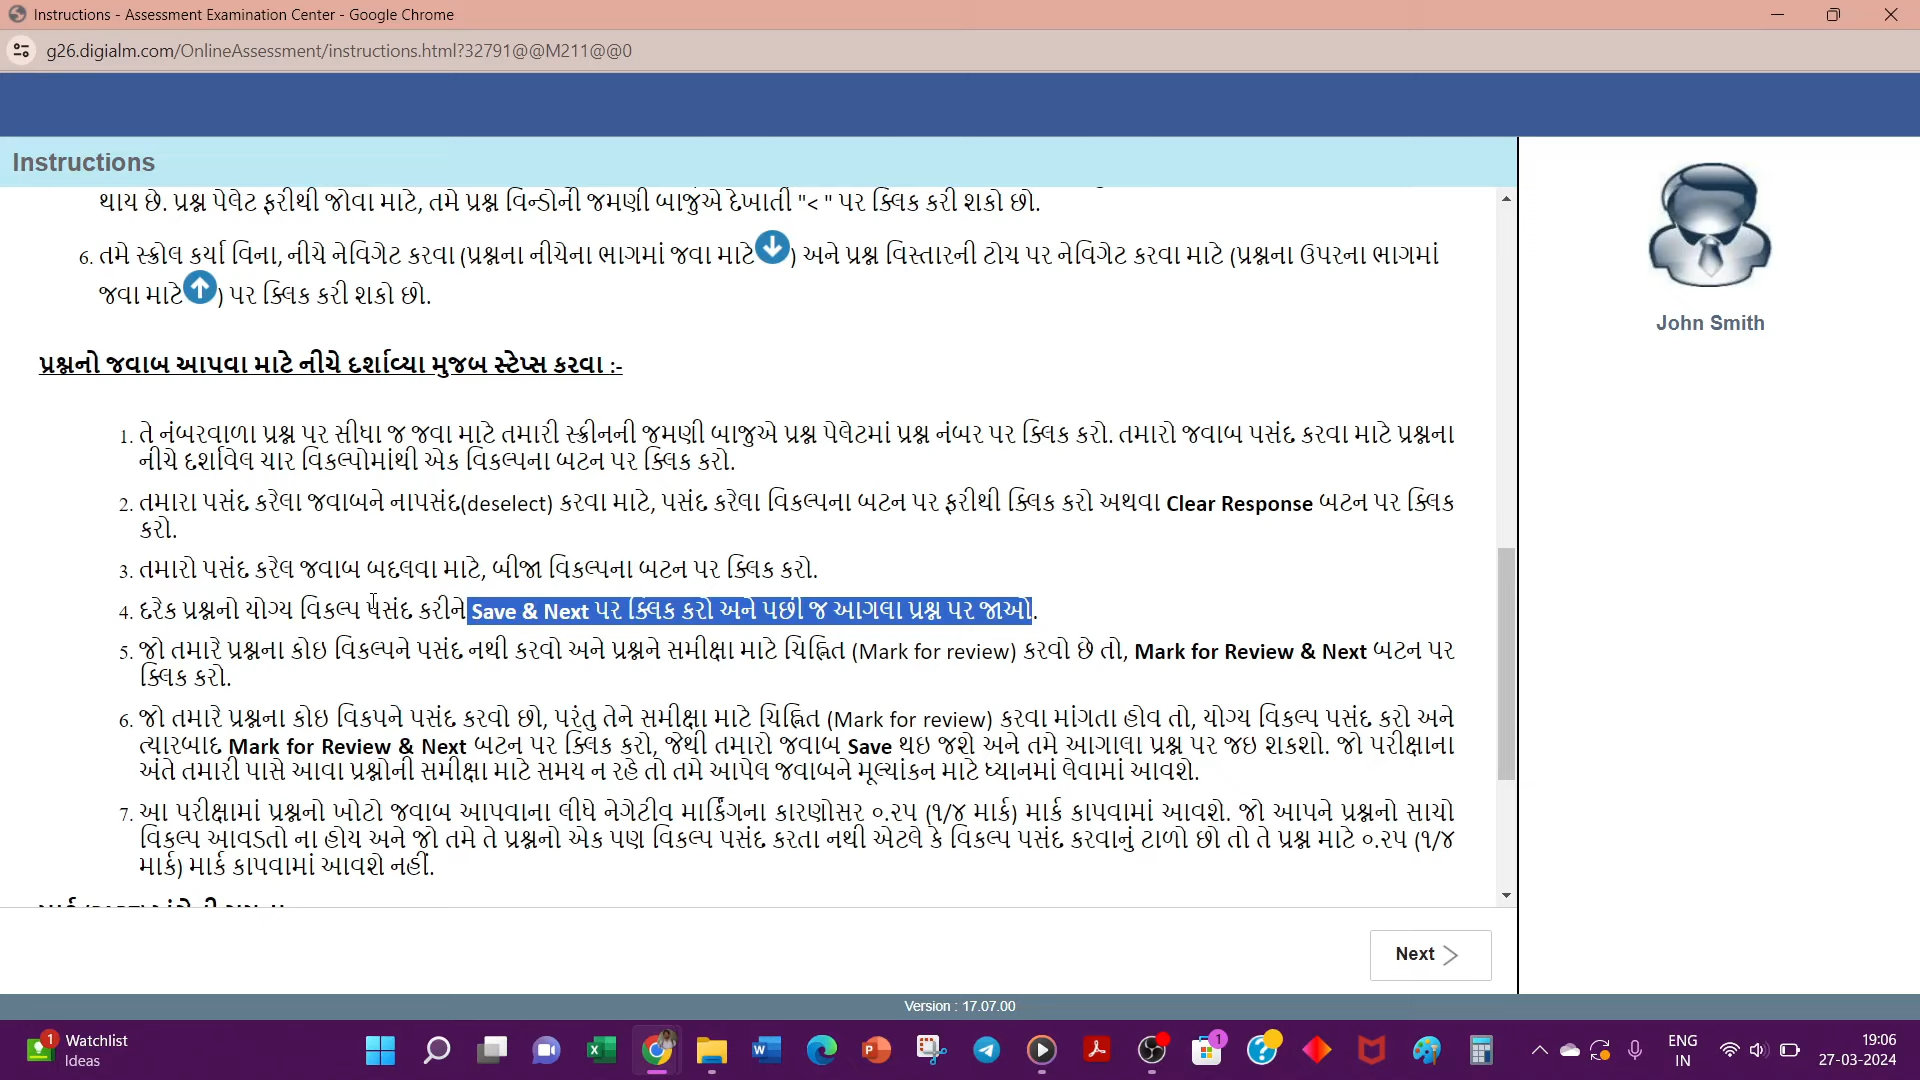 Instructions - Assessment Examination Center - Google Chrome
g26.digialm.com/OnlineAssessment/instructions.html?32791@@M211@@0
Instructions
થાય છે. પ્રશ્ન પેલેટ ફરીથી જોવા માટે, તમે પ્રશ્ન વિન્ડોની જમણી બાજુએ દેખાતી "< " પર ક્લિક કરી શકો છો.
6. તમે સ્ક્રોલ કર્યા વિના, નીચે નેવિગેટ કરવા (પ્રશ્નના નીચેના ભાગમાં જવા માટે ) અને પ્રશ્ન વિસ્તારની ટોચ પર નેવિગેટ કરવા માટે (પ્રશ્નના ઉપરના ભાગમાં
જવા માટે ) પર ક્લિક કરી શકો છો.
પ્રશ્નનો જવાબ આપવા માટે નીચે દર્શાવ્યા મુજબ સ્ટેપ્સ કરવા :-
1. તે નંબરવાળા પ્રશ્ન પર સીધા જ જવા માટે તમારી સ્ક્રીનની જમણી બાજુએ પ્રશ્ન પેલેટમાં પ્રશ્ન નંબર પર ક્લિક કરો. તમારો જવાબ પસંદ કરવા માટે પ્રશ્નના
નીચે દર્શાવેલ ચાર વિકલ્પોમાંથી એક વિકલ્પના બટન પર ક્લિક કરો.
2. તમારા પસંદ કરેલા જવાબને નાપસંદ(deselect) કરવા માટે, પસંદ કરેલા વિકલ્પના બટન પર ફરીથી ક્લિક કરો અથવા Clear Response બટન પર ક્લિક
કરો.
3. તમારો પસંદ કરેલ જવાબ બદલવા માટે, બીજા વિકલ્પના બટન પર ક્લિક કરો.
4. દરેક પ્રશ્નનો યોગ્ય વિકલ્પ પસંદ કરીને Save & Next પર ક્લિક કરો અને પછી જ આગલા પ્રશ્ન પર જાઓ.
5. જો તમારે પ્રશ્નના કોઇ વિકલ્પને પસંદ નથી કરવો અને પ્રશ્નને સમીક્ષા માટે ચિહ્નિત (Mark for review) કરવો છે તો, Mark for Review & Next બટન પર
ક્લિક કરો.
6. જો તમારે પ્રશ્નના કોઇ વિકપને પસંદ કરવો છો, પરંતુ તેને સમીક્ષા માટે ચિહ્નિત (Mark for review) કરવા માંગતા હોવ તો, યોગ્ય વિકલ્પ પસંદ કરો અને
ત્યારબાદ Mark for Review & Next બટન પર ક્લિક કરો, જેથી તમારો જવાબ Save થઇ જશે અને તમે આગાલા પ્રશ્ન પર જઇ શકશો. જો પરીક્ષાના
અંતે તમારી પાસે આવા પ્રશ્નોની સમીક્ષા માટે સમય ન રહે તો તમે આપેલ જવાબને મૂલ્યાંકન માટે ધ્યાનમાં લેવામાં આવશે.
7. આ પરીક્ષામાં પ્રશ્નનો ખોટો જવાબ આપવાના લીધે નેગેટીવ માર્કિંગના કારણોસર ૦.૨૫ (૧/૪ માર્ક) માર્ક કાપવામાં આવશે. જો આપને પ્રશ્નનો સાચો
વિકલ્પ આવડતો ના હોય અને જો તમે તે પ્રશ્નનો એક પણ વિકલ્પ પસંદ કરતા નથી એટલે કે વિકલ્પ પસંદ કરવાનું ટાળો છો તો તે પ્રશ્ન માટે ૦.૨૫ (૧/૪
માર્ક) માર્ક કાપવામાં આવશે નહીં.
John Smith
Next
Version : 17.07.00
Watchlist
Ideas
ENG
IN
19:06
27-03-2024